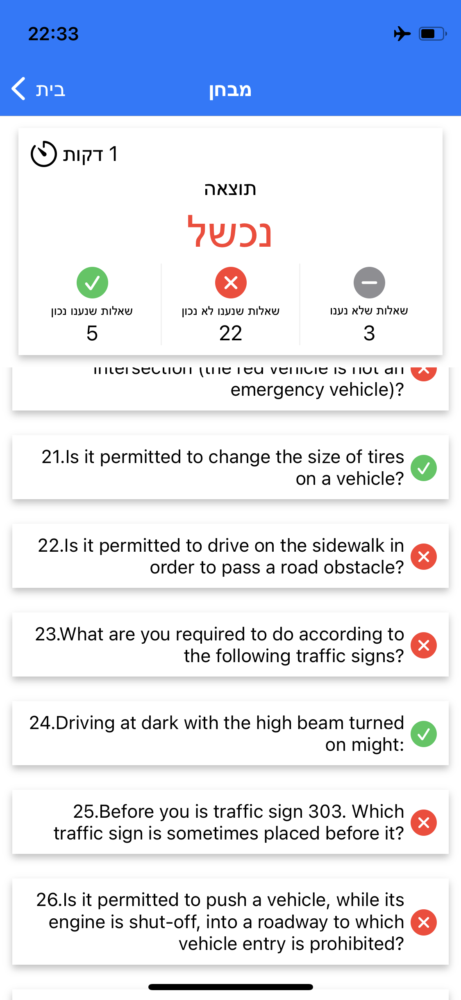 22:33
בית
מבחן
1 דקות
תוצאה
נכשל
שאלות שנענו נכון
5
שאלות שנענו לא נכון
22
שאלות שלא נענו
3
intersection (the red vehicle is not an
emergency vehicle)?
21.Is it permitted to change the size of tires
on a vehicle?
22.Is it permitted to drive on the sidewalk in
order to pass a road obstacle?
23.What are you required to do according to
the following traffic signs?
24.Driving at dark with the high beam turned
on might:
25.Before you is traffic sign 303. Which
traffic sign is sometimes placed before it?
26.Is it permitted to push a vehicle, while its
engine is shut-off, into a roadway to which
vehicle entry is prohibited?